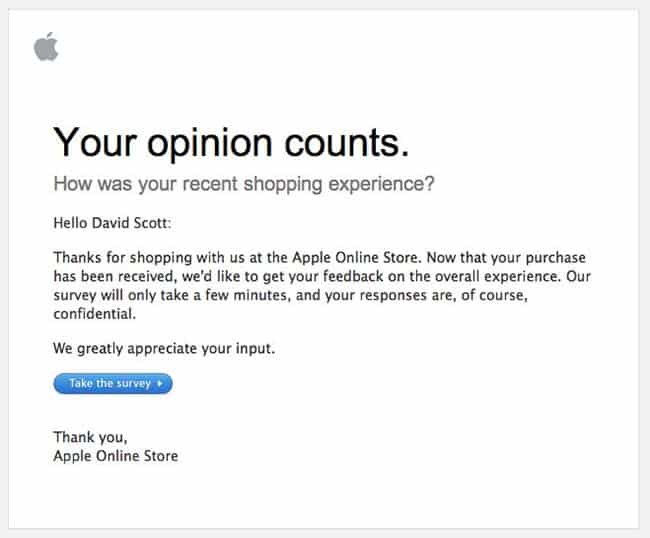 Your opinion counts.
How was your recent shopping experience?
Hello David Scott:
Thanks for shopping with us at the Apple Online Store. Now that your purchase
has been received, we'd like to get your feedback on the overall experience. Our
survey will only take a few minutes, and your responses are, of course,
confidential.
We greatly appreciate your input.
Take the survey
Thank you,
Apple Online Store